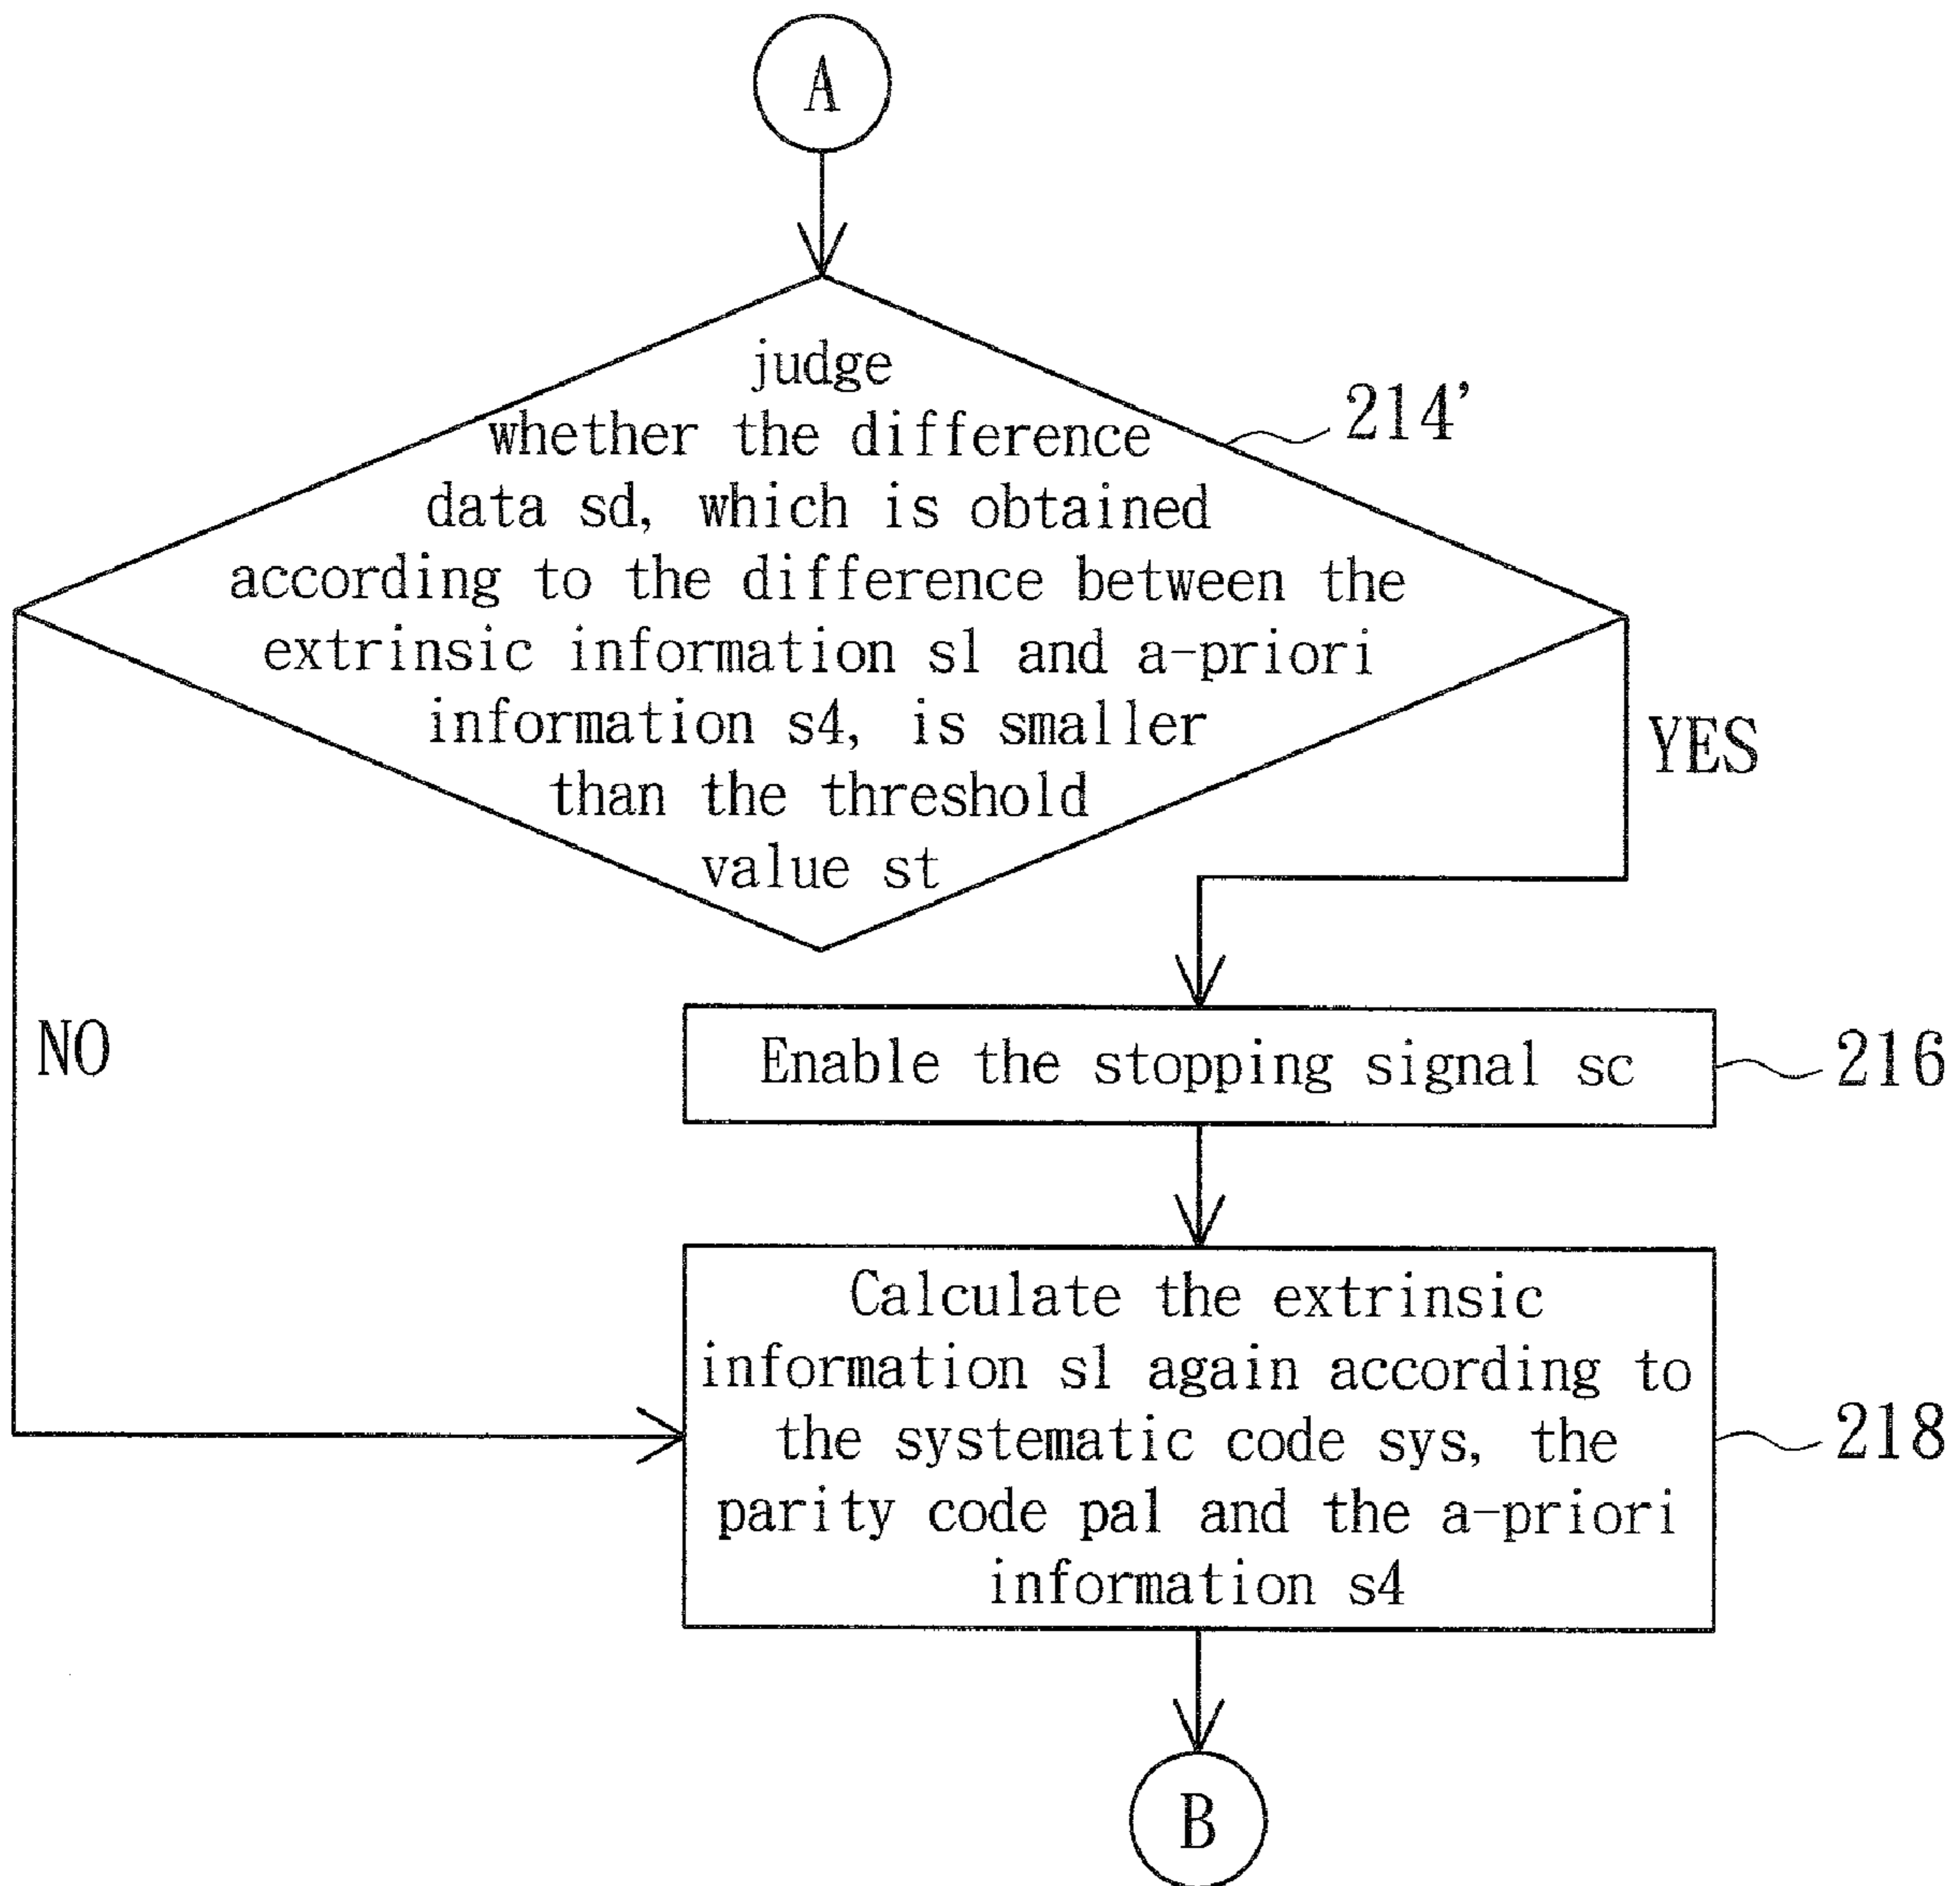 A
judge
whether the difference
data sd, which is obtained
according to the difference between the
extrinsic information s1 and a-priori
information s4, is smaller
than the threshold
value st
214'
YES
NO
Enable the stopping signal sc
216
Calculate the extrinsic
information s1 again according to
the systematic code sys, the
parity code pa1 and the a-priori
information s4
218
B